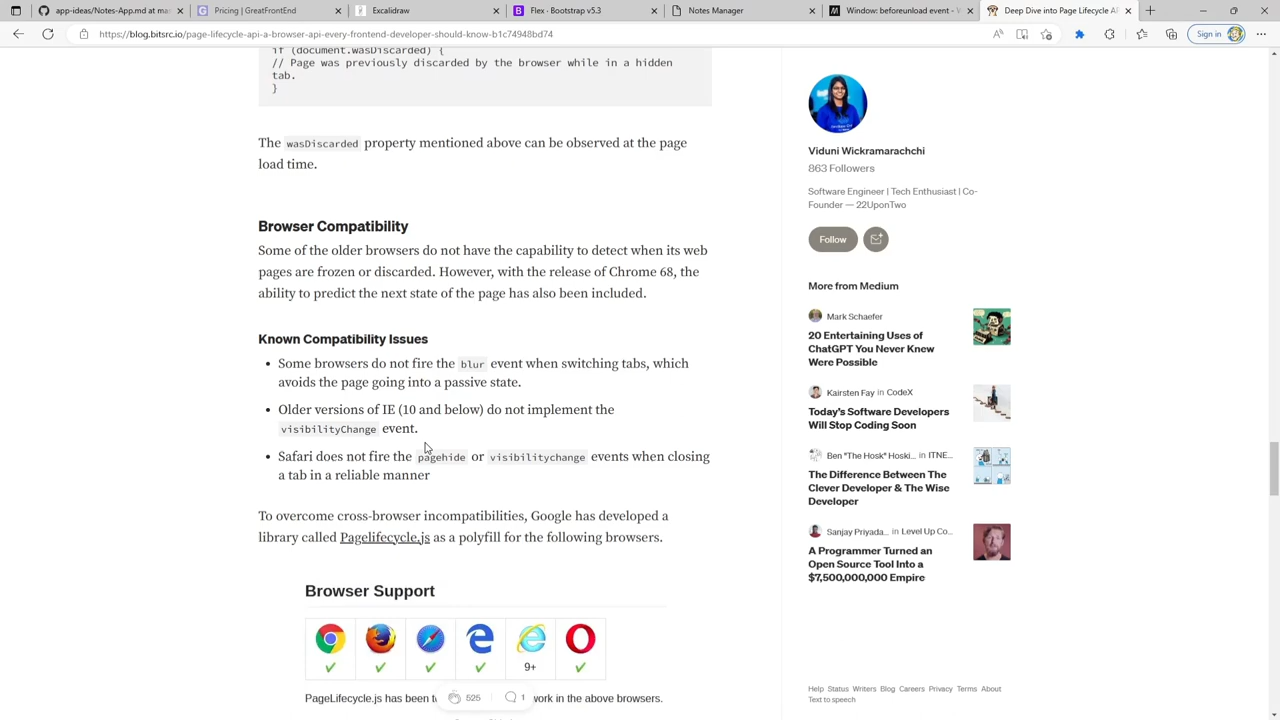 app-ideas/Notes-App.md at mas
Pricing | GreatFrontEnd
Excalidraw
Flex · Bootstrap v5.3
Notes Manager
web application development - W
Deep Dive into Page Lifecycle AP
https://blog.bitsrc.io/page-lifecycle-api-a-browser-api-every-frontend-developer-should-know-b1c74948bd74
Sign in
if (document.wasDiscarded) {
// Page was previously discarded by the browser while in a hidden
tab.
}
The wasDiscarded property mentioned above can be observed at the page
load time.
Browser Compatibility
Some of the older browsers do not have the capability to detect when its web
pages are frozen or discarded. However, with the release of Chrome 68, the
ability to predict the next state of the page has also been included.
Known Compatibility Issues
• Some browsers do not fire the blur event when switching tabs, which
avoids the page going into a passive state.
• Older versions of IE (10 and below) do not implement the
visibilityChange event.
• Safari does not fire the pagehide or visibilitychange events when closing
a tab in a reliable manner
To overcome cross-browser incompatibilities, Google has developed a
library called Pagelifecycle.js as a polyfill for the following browsers.
Browser Support
9+
PageLifecycle.js has been t
work in the above browsers.
525
1
Viduni Wickramarachchi
863 Followers
Software Engineer | Tech Enthusiast | Co-
Founder — 22UponTwo
Follow
More from Medium
Mark Schaefer
20 Entertaining Uses of
ChatGPT You Never Knew
Were Possible
Kairsten Fay in CodeX
Today's Software Developers
Will Stop Coding Soon
Ben "The Hosk" Hoski... in ITNE...
The Difference Between The
Clever Developer & The Wise
Developer
Sanjay Priyada... in Level Up Co...
A Programmer Turned an
Open Source Tool Into a
$7,500,000,000 Empire
Help Status Writers Blog Careers Privacy Terms About
Text to speech